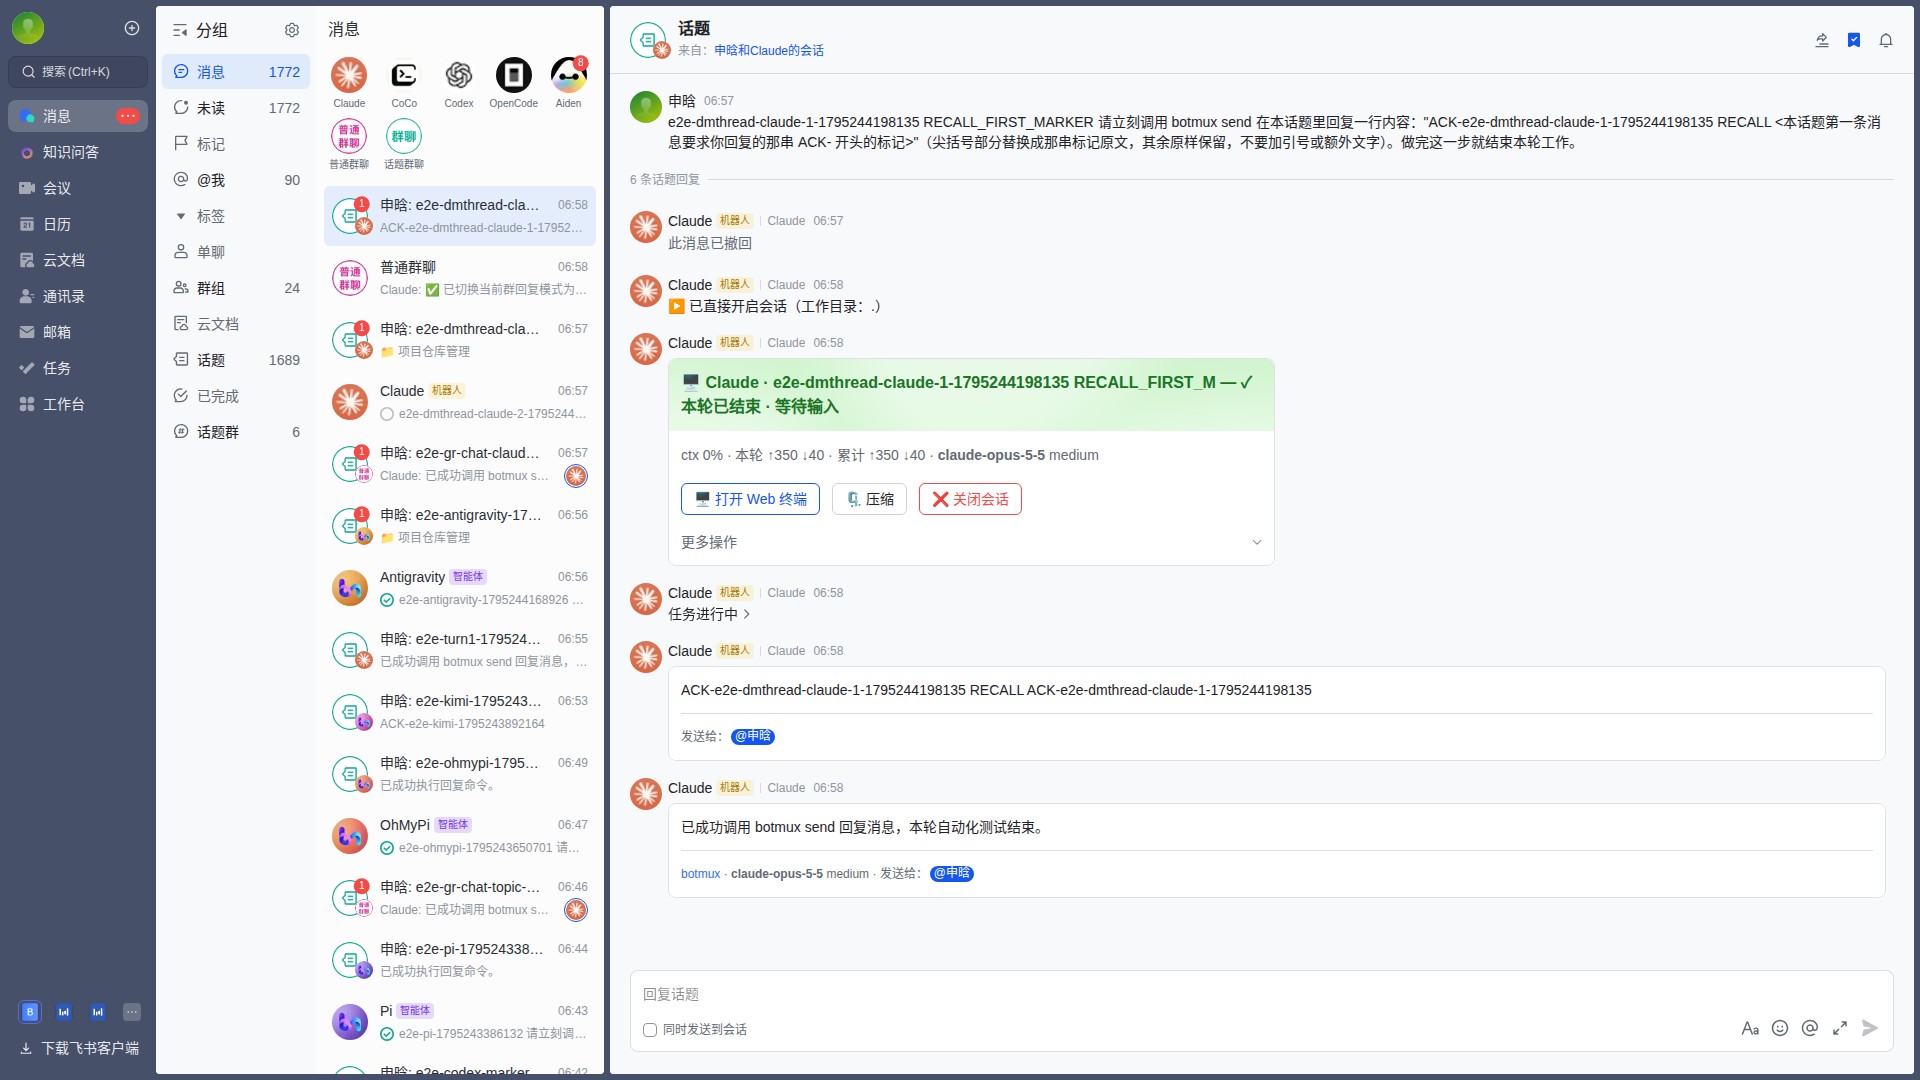 搜索 (Ctrl+K)
消息
知识问答
会议
日历
云文档
通讯录
邮箱
任务
工作台
下载飞书客户端
分组
消息 1772
未读 1772
标记
@我 90
标签
单聊
群组 24
云文档
话题 1689
已完成
话题群 6
消息
Claude
CoCo
Codex
OpenCode
8
Aiden
普通群聊
普通群聊
群聊
话题群聊
1
申晗: e2e-dmthread-cla... 06:58
ACK-e2e-dmthread-claude-1-17952...
普通群聊
普通群聊 06:58
Claude: ✅ 已切换当前群回复模式为...
1
申晗: e2e-dmthread-cla... 06:57
📁 项目仓库管理
Claude 机器人 06:57
e2e-dmthread-claude-2-1795244...
1
申晗: e2e-gr-chat-claud... 06:57
Claude: 已成功调用 botmux s...
1
申晗: e2e-antigravity-17... 06:56
📁 项目仓库管理
Antigravity 智能体 06:56
e2e-antigravity-1795244168926 ...
申晗: e2e-turn1-179524... 06:55
已成功调用 botmux send 回复消息，...
申晗: e2e-kimi-1795243... 06:53
ACK-e2e-kimi-1795243892164
申晗: e2e-ohmypi-1795... 06:49
已成功执行回复命令。
OhMyPi 智能体 06:47
e2e-ohmypi-1795243650701 请...
1
申晗: e2e-gr-chat-topic-... 06:46
Claude: 已成功调用 botmux s...
申晗: e2e-pi-179524338... 06:44
已成功执行回复命令。
Pi 智能体 06:43
e2e-pi-1795243386132 请立刻调...
申晗: e2e-codex-marker... 06:42
话题
来自：申晗和Claude的会话
申晗 06:57
e2e-dmthread-claude-1-1795244198135 RECALL_FIRST_MARKER 请立刻调用 botmux send 在本话题里回复一行内容："ACK-e2e-dmthread-claude-1-1795244198135 RECALL <本话题第一条消
息要求你回复的那串 ACK- 开头的标记>"（尖括号部分替换成那串标记原文，其余原样保留，不要加引号或额外文字）。做完这一步就结束本轮工作。
6 条话题回复
Claude 机器人 Claude 06:57
此消息已撤回
Claude 机器人 Claude 06:58
▶️ 已直接开启会话（工作目录：.）
Claude 机器人 Claude 06:58
🖥️ Claude · e2e-dmthread-claude-1-1795244198135 RECALL_FIRST_M — ✓
本轮已结束 · 等待输入
ctx 0% · 本轮 ↑350 ↓40 · 累计 ↑350 ↓40 · claude-opus-5-5 medium
🖥️ 打开 Web 终端
🗜️ 压缩
❌ 关闭会话
更多操作
Claude 机器人 Claude 06:58
任务进行中
Claude 机器人 Claude 06:58
ACK-e2e-dmthread-claude-1-1795244198135 RECALL ACK-e2e-dmthread-claude-1-1795244198135
发送给： @申晗
Claude 机器人 Claude 06:58
已成功调用 botmux send 回复消息，本轮自动化测试结束。
botmux · claude-opus-5-5 medium · 发送给： @申晗
回复话题
同时发送到会话